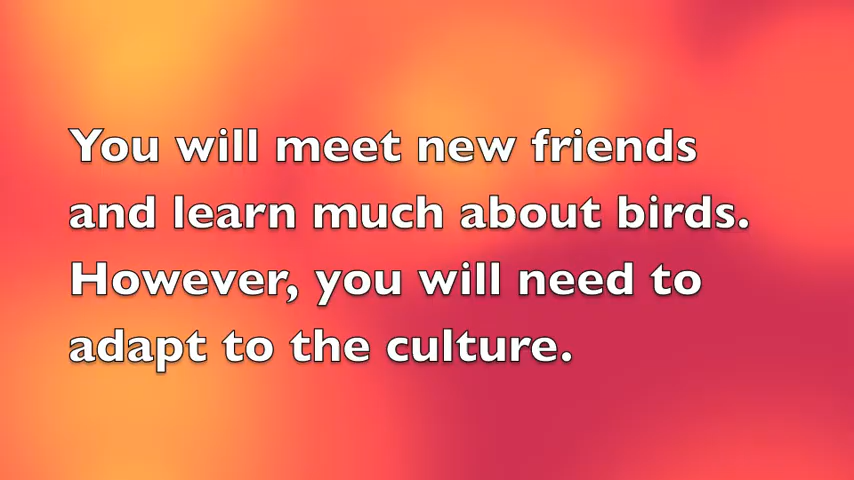 You will meet new friends
and learn much about birds.
However, you will need to
adapt to the culture.